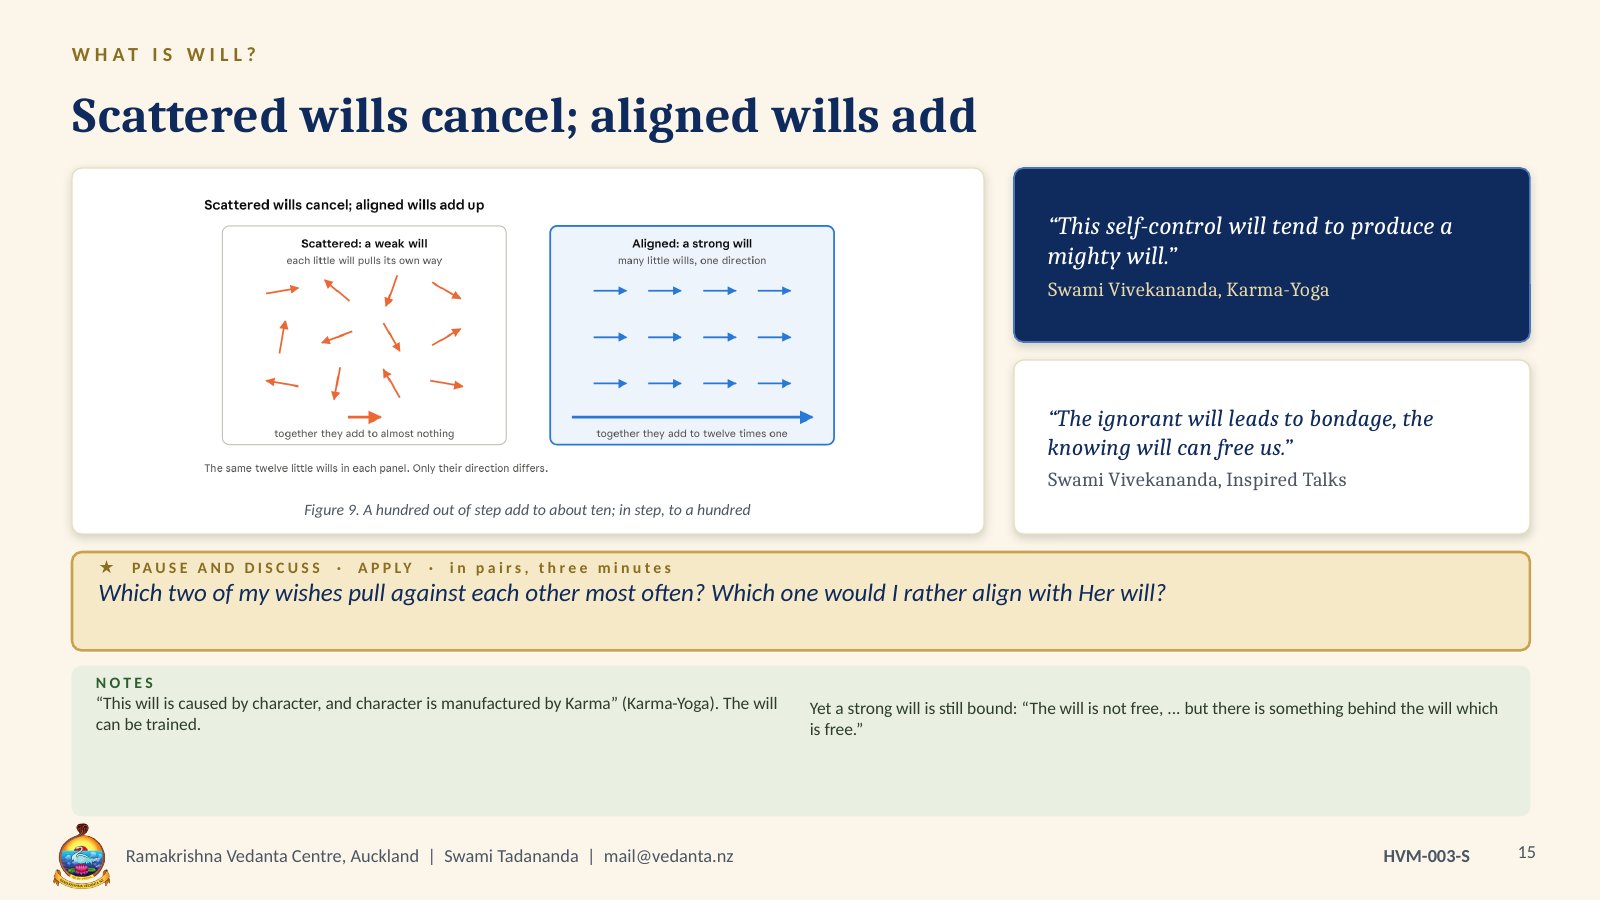 WHAT IS WILL?
Scattered wills cancel; aligned wills add
Scattered wills cancel; aligned wills add up
Scattered: a weak will
each little will pulls its own way
together they add to almost nothing
Aligned: a strong will
many little wills, one direction
together they add to twelve times one
The same twelve little wills in each panel. Only their direction differs.
Figure 9. A hundred out of step add to about ten; in step, to a hundred
“This self-control will tend to produce a
mighty will.”
Swami Vivekananda, Karma-Yoga
“The ignorant will leads to bondage, the
knowing will can free us.”
Swami Vivekananda, Inspired Talks
★ PAUSE AND DISCUSS · APPLY · in pairs, three minutes
Which two of my wishes pull against each other most often? Which one would I rather align with Her will?
NOTES
“This will is caused by character, and character is manufactured by Karma” (Karma-Yoga). The will
can be trained.
Yet a strong will is still bound: “The will is not free, ... but there is something behind the will which
is free.”
Ramakrishna Vedanta Centre, Auckland | Swami Tadananda | mail@vedanta.nz
HVM-003-S
15